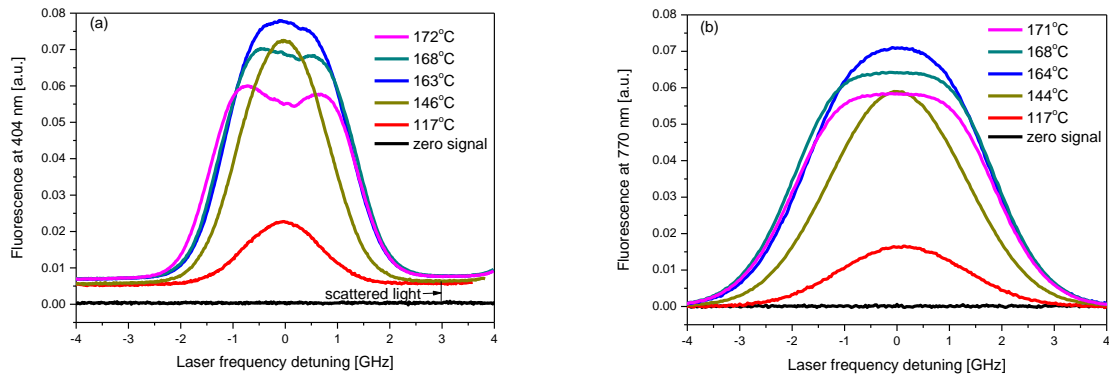 (a)
172°C
168°C
163°C
146°C
117°C
zero signal
scattered light
Fluorescence at 404 nm [a.u.]
0.08
0.07
0.06
0.05
0.04
0.03
0.02
0.01
0.00
-4 -3 -2 -1 0 1 2 3 4
Laser frequency detuning [GHz]
(b)
171°C
168°C
164°C
144°C
117°C
zero signal
Fluorescence at 770 nm [a.u.]
0.08
0.07
0.06
0.05
0.04
0.03
0.02
0.01
0.00
-4 -3 -2 -1 0 1 2 3 4
Laser frequency detuning [GHz]